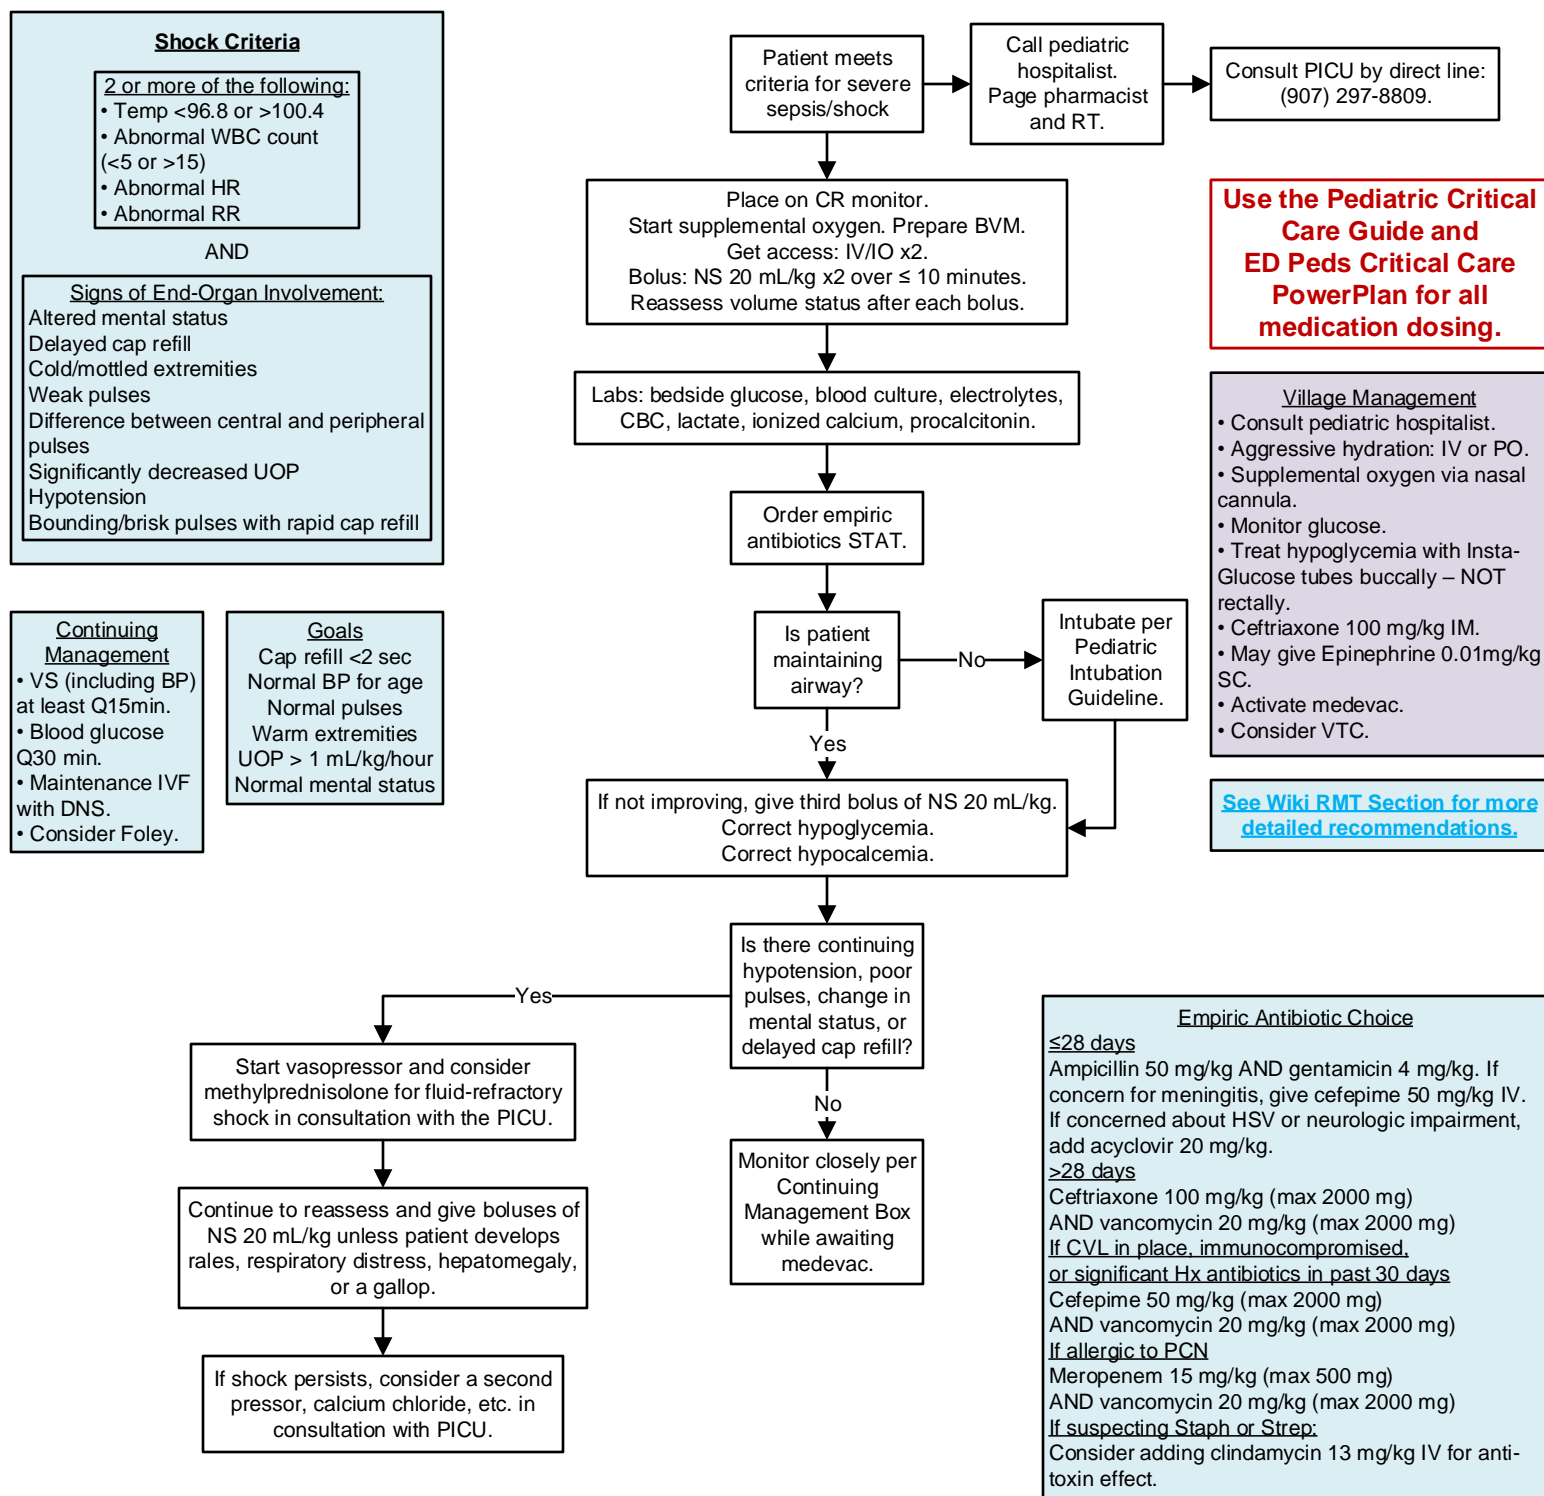 Shock Criteria
2 or more of the following:
• Temp <96.8 or >100.4
• Abnormal WBC count
(<5 or >15)
• Abnormal HR
• Abnormal RR
AND
Signs of End-Organ Involvement:
Altered mental status
Delayed cap refill
Cold/mottled extremities
Weak pulses
Difference between central and peripheral
pulses
Significantly decreased UOP
Hypotension
Bounding/brisk pulses with rapid cap refill
Continuing
Management
• VS (including BP)
at least Q15min.
• Blood glucose
Q30 min.
• Maintenance IVF
with DNS.
• Consider Foley.
Goals
Cap refill <2 sec
Normal BP for age
Normal pulses
Warm extremities
UOP > 1 mL/kg/hour
Normal mental status
Patient meets
criteria for severe
sepsis/shock
Call pediatric
hospitalist.
Page pharmacist
and RT.
Consult PICU by direct line:
(907) 297-8809.
Place on CR monitor.
Start supplemental oxygen. Prepare BVM.
Get access: IV/IO x2.
Bolus: NS 20 mL/kg x2 over ≤ 10 minutes.
Reassess volume status after each bolus.
Labs: bedside glucose, blood culture, electrolytes,
CBC, lactate, ionized calcium, procalcitonin.
Order empiric
antibiotics STAT.
Is patient
maintaining
airway?
No
Intubate per
Pediatric
Intubation
Guideline.
Yes
If not improving, give third bolus of NS 20 mL/kg.
Correct hypoglycemia.
Correct hypocalcemia.
Is there continuing
hypotension, poor
pulses, change in
mental status, or
delayed cap refill?
Yes
Start vasopressor and consider
methylprednisolone for fluid-refractory
shock in consultation with the PICU.
Continue to reassess and give boluses of
NS 20 mL/kg unless patient develops
rales, respiratory distress, hepatomegaly,
or a gallop.
If shock persists, consider a second
pressor, calcium chloride, etc. in
consultation with PICU.
No
Monitor closely per
Continuing
Management Box
while awaiting
medevac.
Use the Pediatric Critical
Care Guide and
ED Peds Critical Care
PowerPlan for all
medication dosing.
Village Management
• Consult pediatric hospitalist.
• Aggressive hydration: IV or PO.
• Supplemental oxygen via nasal
cannula.
• Monitor glucose.
• Treat hypoglycemia with Insta-
Glucose tubes buccally – NOT
rectally.
• Ceftriaxone 100 mg/kg IM.
• May give Epinephrine 0.01mg/kg
SC.
• Activate medevac.
• Consider VTC.
See Wiki RMT Section for more
detailed recommendations.
Empiric Antibiotic Choice
≤28 days
Ampicillin 50 mg/kg AND gentamicin 4 mg/kg. If
concern for meningitis, give cefepime 50 mg/kg IV.
If concerned about HSV or neurologic impairment,
add acyclovir 20 mg/kg.
>28 days
Ceftriaxone 100 mg/kg (max 2000 mg)
AND vancomycin 20 mg/kg (max 2000 mg)
If CVL in place, immunocompromised,
or significant Hx antibiotics in past 30 days
Cefepime 50 mg/kg (max 2000 mg)
AND vancomycin 20 mg/kg (max 2000 mg)
If allergic to PCN
Meropenem 15 mg/kg (max 500 mg)
AND vancomycin 20 mg/kg (max 2000 mg)
If suspecting Staph or Strep:
Consider adding clindamycin 13 mg/kg IV for anti-
toxin effect.